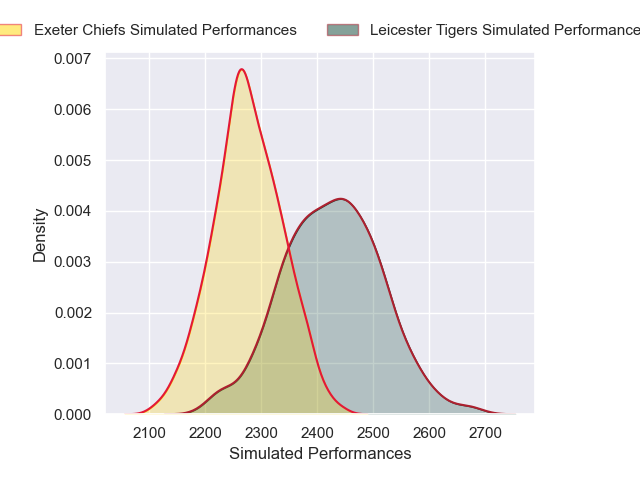 Exeter Chiefs Simulated Performances
Leicester Tigers Simulated Performance
0.007
0.006
0.005
0.004
0.003
0.002
0.001
0.000
Density
2100 2200 2300 2400 2500 2600 2700
Simulated Performances